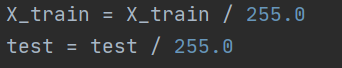 X_train = X_train / 255.0
test = test / 255.0